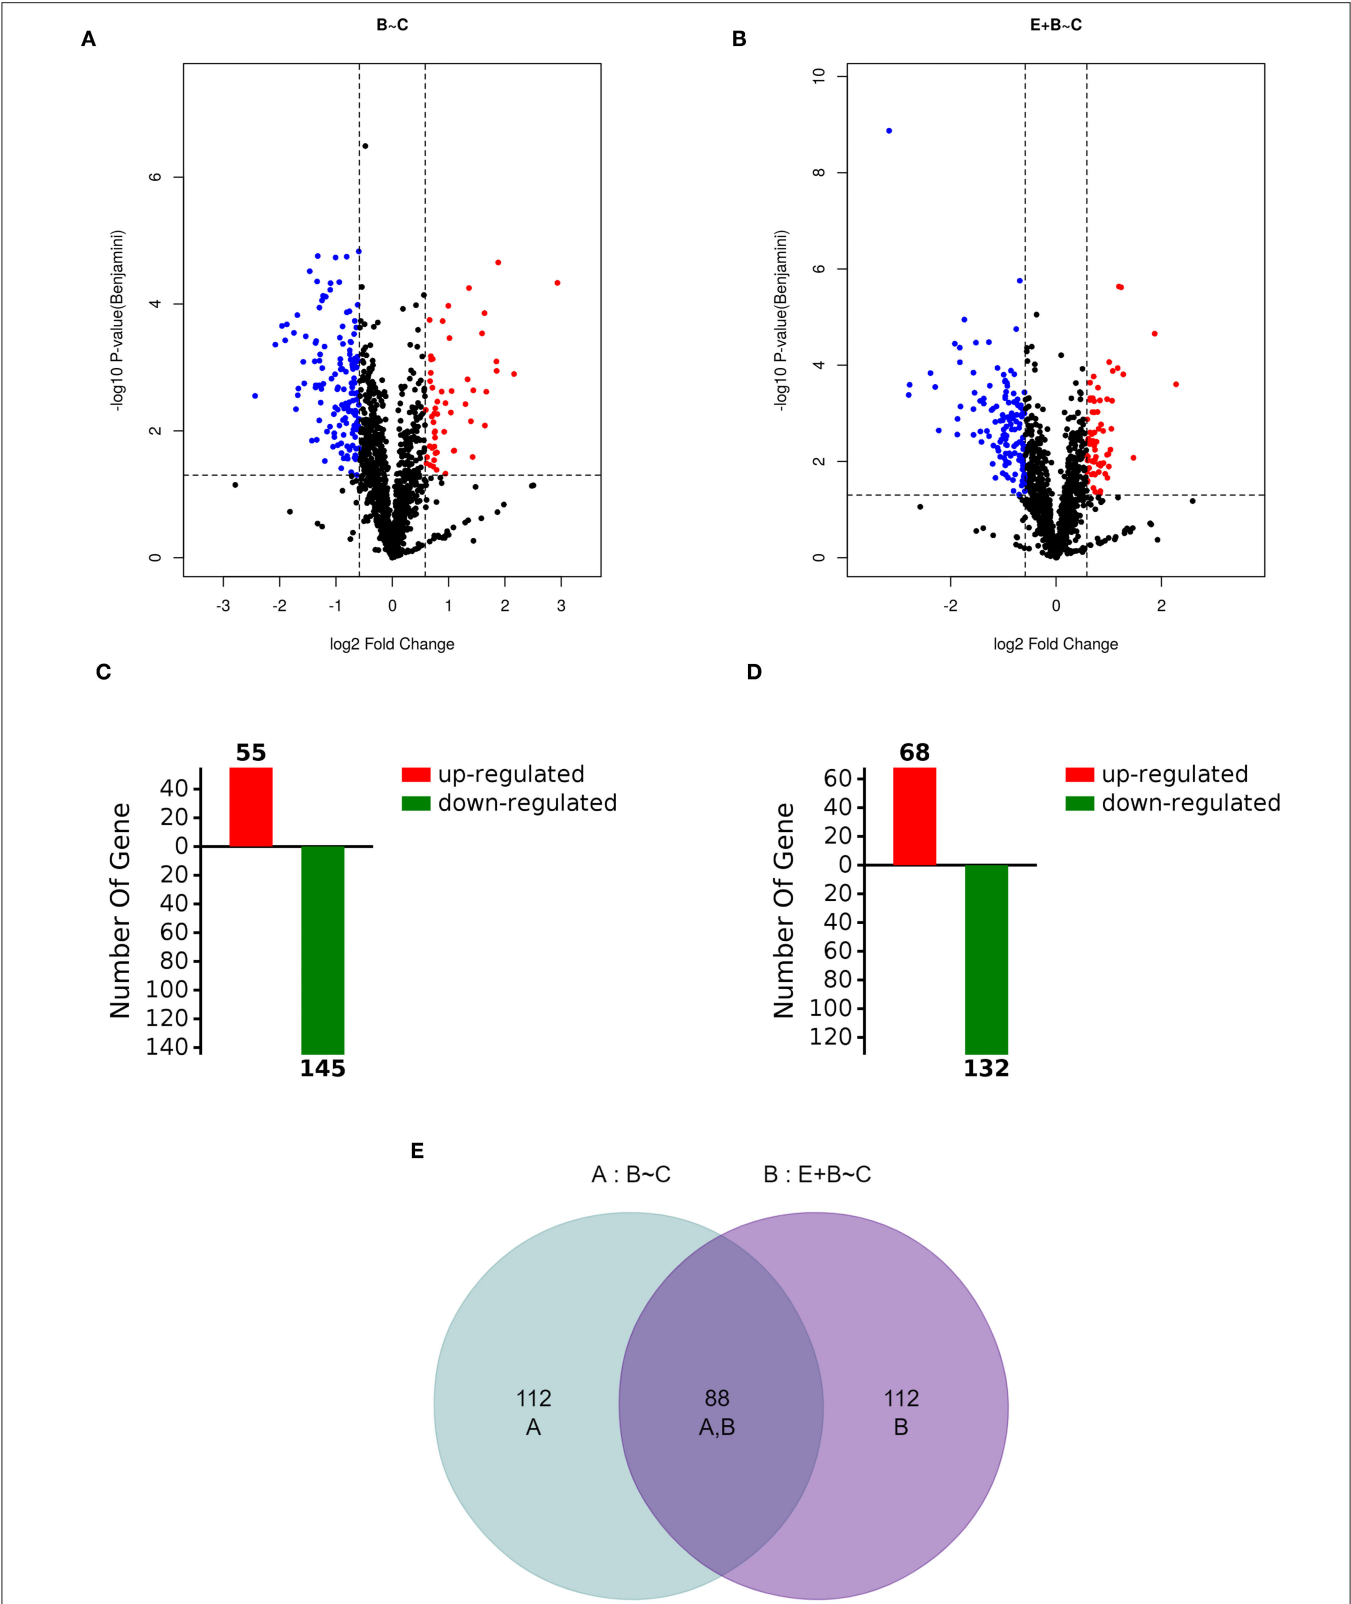 B~C
A
-log10 P-value(Benjamini)
6
4
2
0
-3 -2 -1 0 1 2 3
log2 Fold Change
E+B~C
B
-log10 P-value(Benjamini)
10
8
6
4
2
0
-2 0 2
log2 Fold Change
C
55
Number Of Gene
40
20
0
20
40
60
80
100
120
140
145
up-regulated
down-regulated
D
68
Number Of Gene
60
40
20
0
20
40
60
80
100
120
132
up-regulated
down-regulated
E
A : B~C B : E+B~C
112 88 112
A A,B B